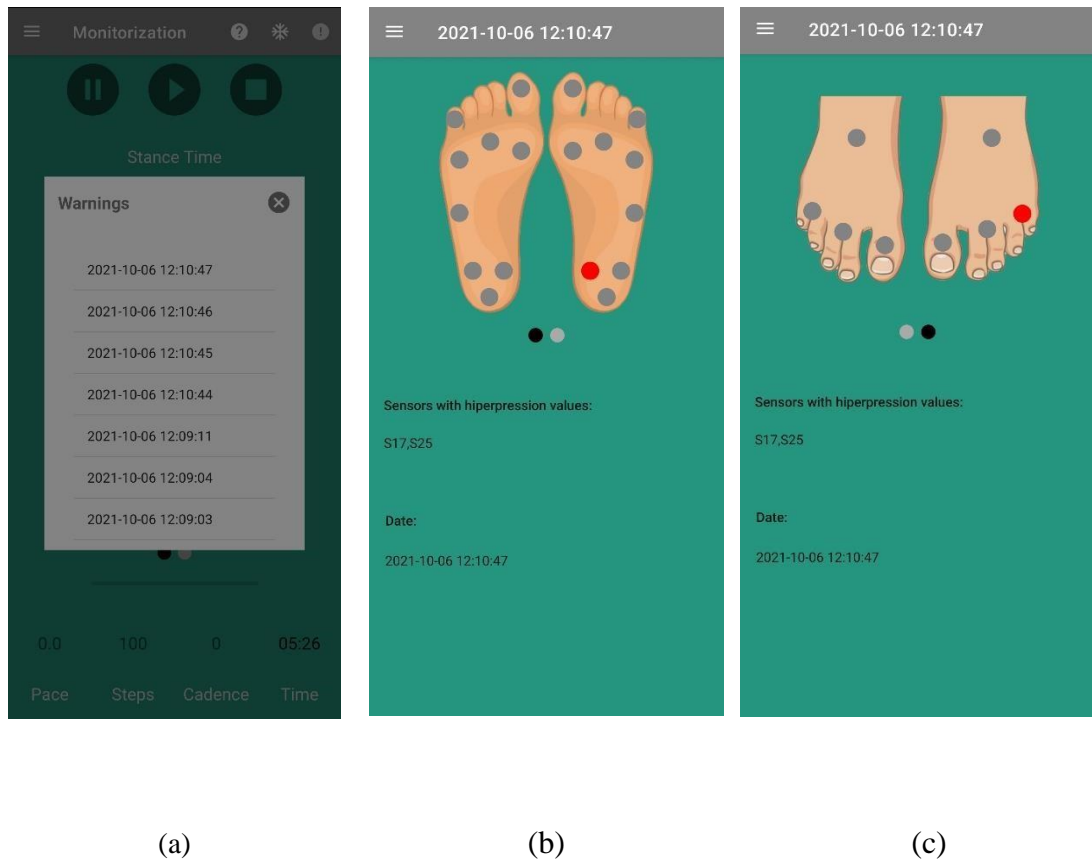 Monitorization
Stance Time
Warnings
2021-10-06 12:10:47
2021-10-06 12:10:46
2021-10-06 12:10:45
2021-10-06 12:10:44
2021-10-06 12:09:11
2021-10-06 12:09:04
2021-10-06 12:09:03
0.0 100 0 05:26
Pace Steps Cadence Time
2021-10-06 12:10:47
Sensors with hiperpression values:
S17,S25
Date:
2021-10-06 12:10:47
2021-10-06 12:10:47
Sensors with hiperpression values:
S17,S25
Date:
2021-10-06 12:10:47
(a) (b) (c)